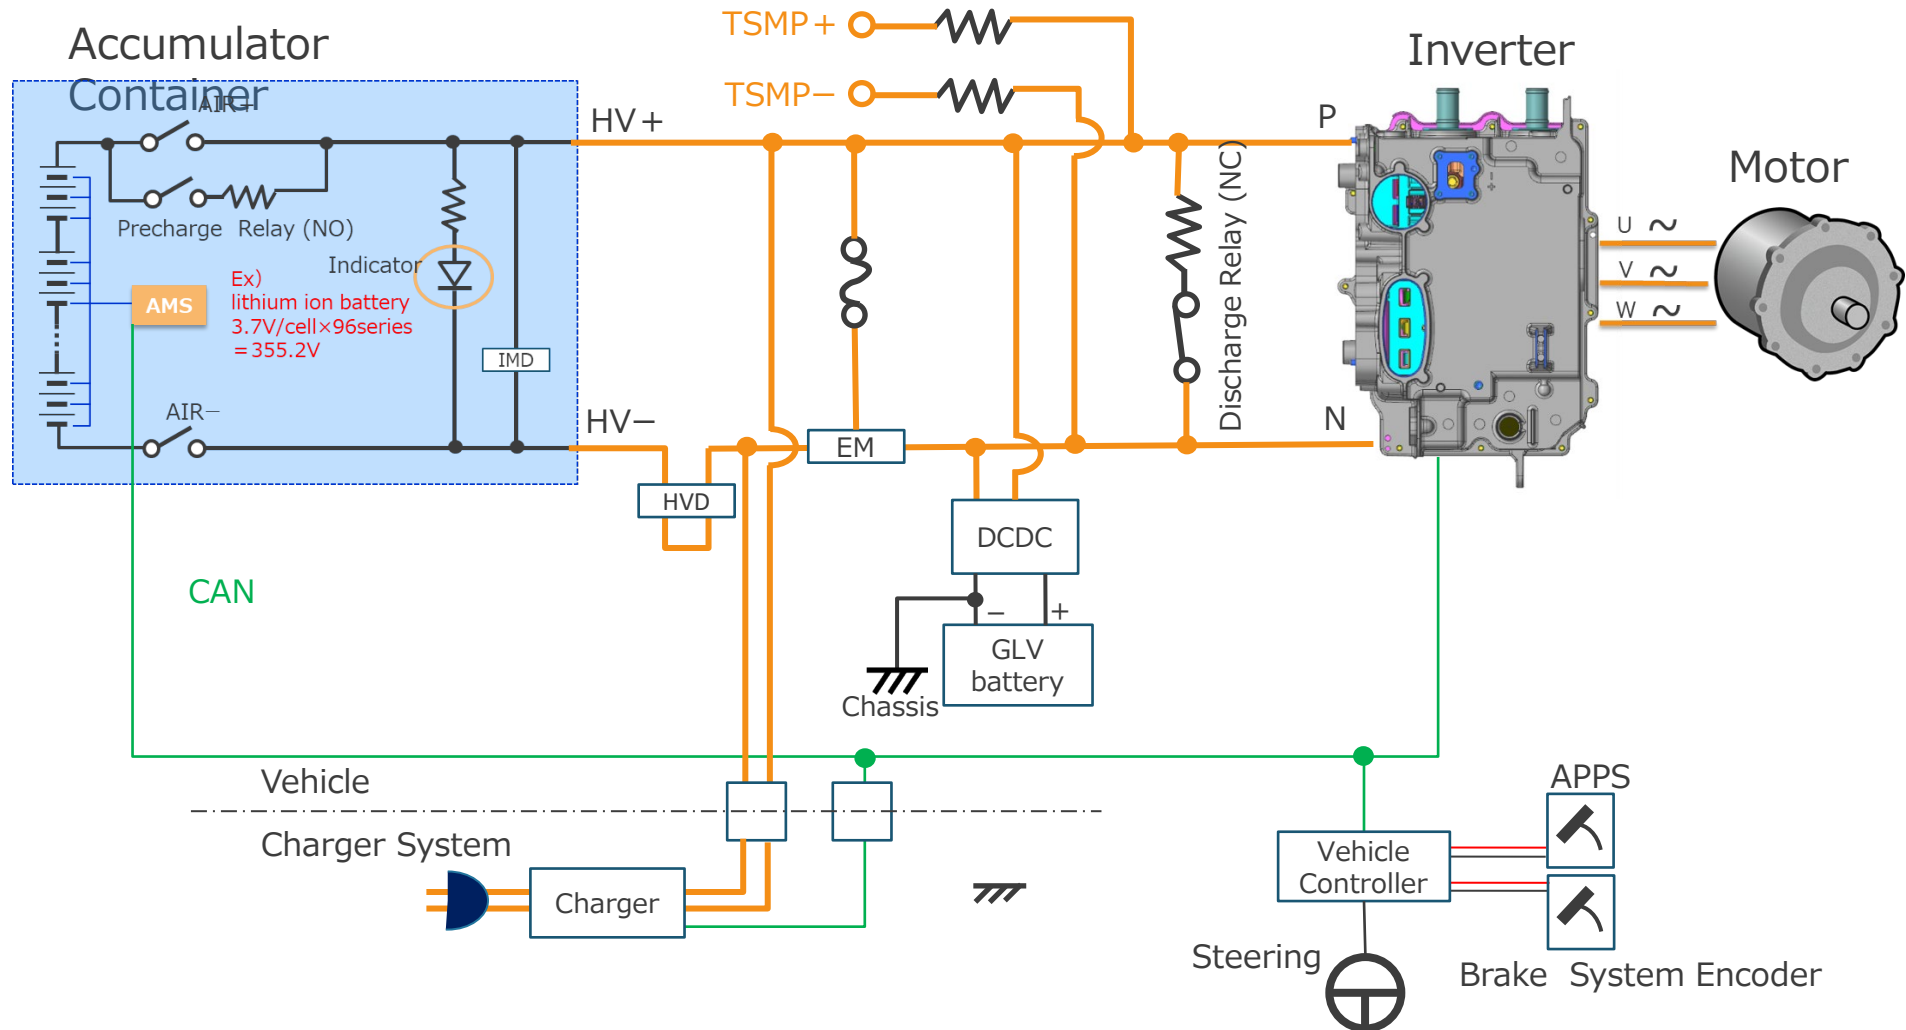 Accumulator
Container
AIR+
Precharge Relay (NO)
Indicator
AMS
Ex)
lithium ion battery
3.7V/cell×96series
＝355.2V
IMD
AIR−
HV+
HV−
HVD
TSMP+
TSMP−
EM
DCDC
−
+
GLV
battery
Chassis
Discharge Relay (NC)
P
N
Inverter
U ~
V ~
W ~
Motor
CAN
Vehicle
Charger System
Charger
Vehicle
Controller
APPS
Steering
Brake System Encoder